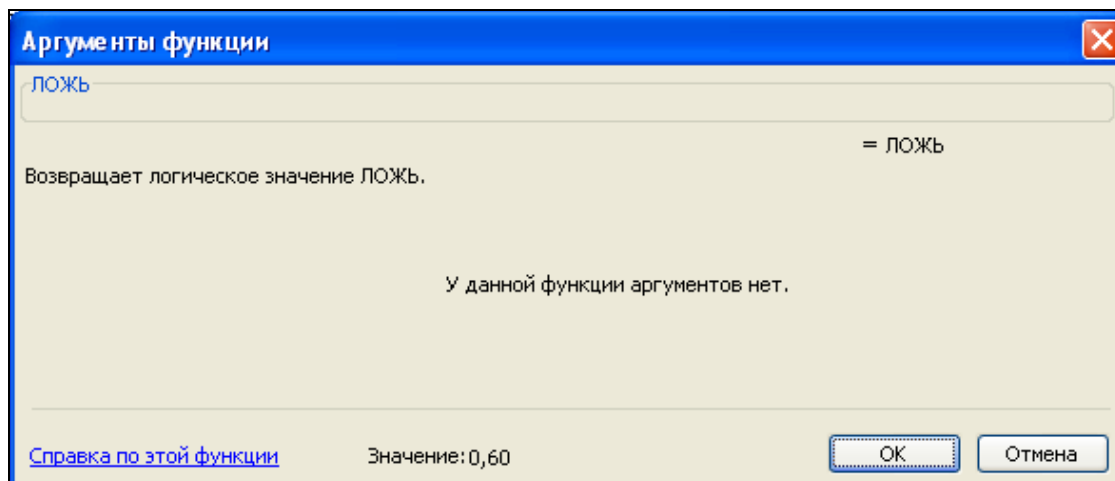 Аргументы функции
ЛОЖЬ
= ЛОЖЬ
Возвращает логическое значение ЛОЖЬ.
У данной функции аргументов нет.
Справка по этой функции Значение: 0,60 ОК Отмена